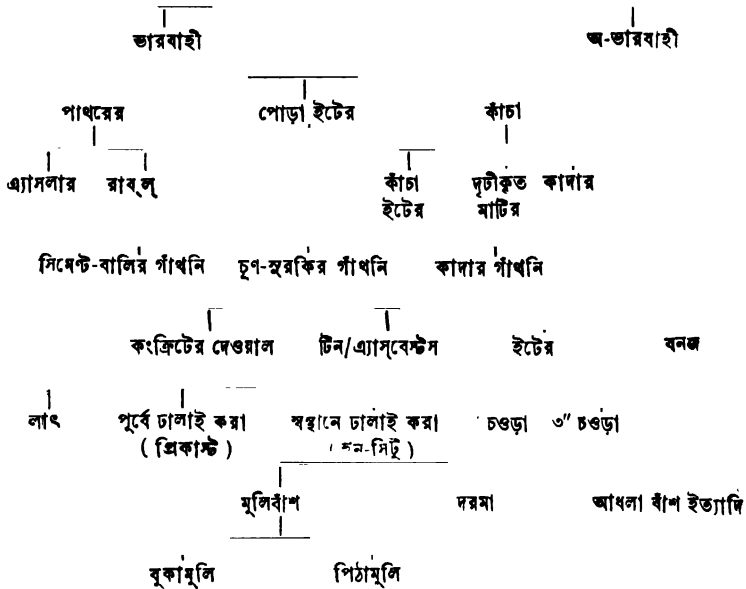 ভারবাহী অ-ভারবাহী
পাথরের পোড়া ইটের কাঁচা
এ্যাসলার রাব্‌ল্ কাঁচা দৃঢ়ীকৃত কাদার
ইটের মাটির
সিমেন্ট-বালির গাঁথনি চূণ-সুরকির গাঁথনি কাদার গাঁথনি
কংক্রিটের দেওয়াল টিন/এ্যাস্‌বেস্টস ইটের বনজ
লাৎ পূর্বে ঢালাই করা স্বস্থানে ঢালাই করা চওড়া ৩" চওড়া
( প্রিকাস্ট ) -সিটু )
মূলিবাঁশ দরমা আধলা বাঁশ ইত্যাদি
বুকামুলি পিঠামুলি